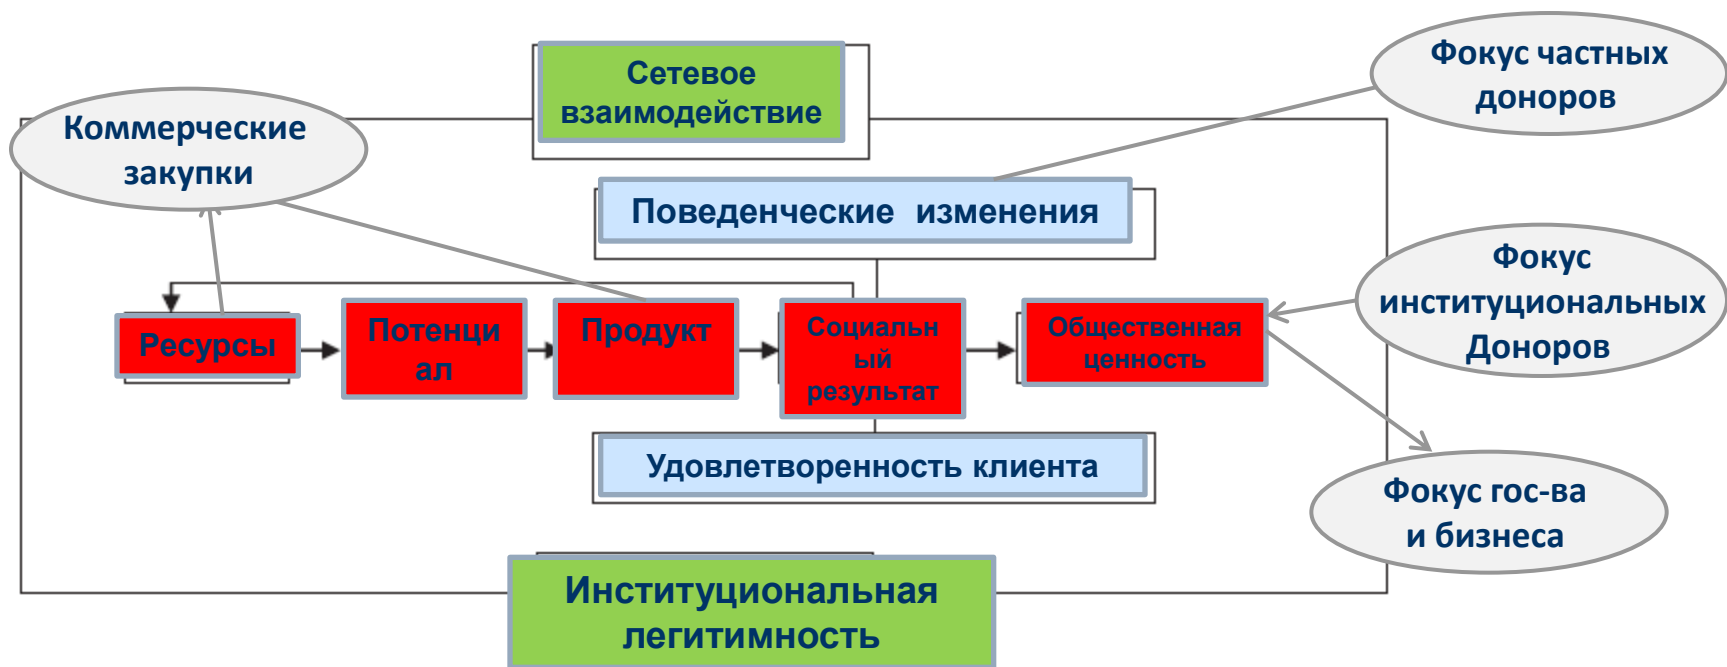 Сетевое
взаимодействие
Фокус частных
доноров
Коммерческие
закупки
Поведенческие изменения
Фокус
институциональных
Доноров
Ресурсы
Потенци
ал
Продукт
Социальн
ый
результат
Общественная
ценность
Удовлетворенность клиента
Фокус гос-ва
и бизнеса
Институциональная
легитимность